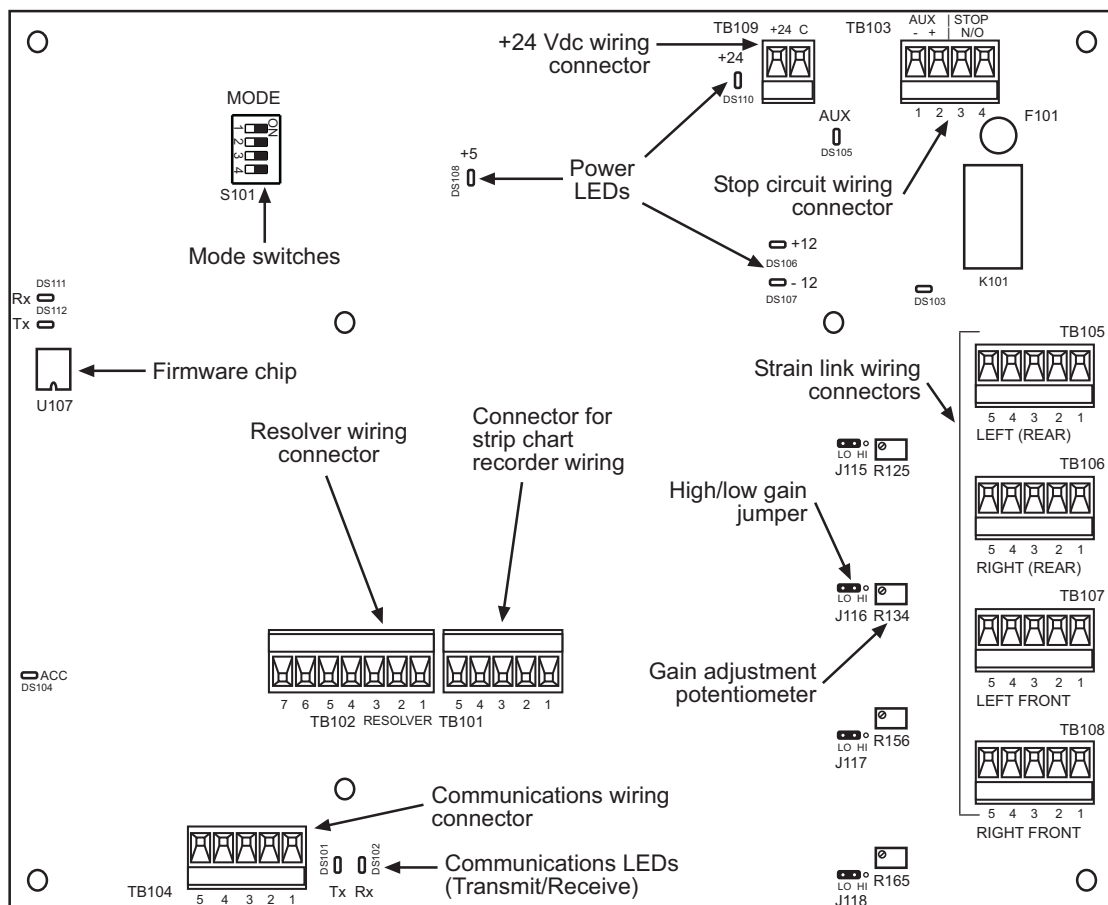 +24 Vdc wiring
connector
TB109
+24 C
TB103
AUX
- +
STOP
N/O
1 2 3 4
F101
+24
DS110
AUX
DS105
MODE
ON
1
2
3
4
S101
Mode switches
+5
DS108
Power
LEDs
Stop circuit wiring
connector
+12
DS106
- 12
DS107
DS103
K101
DS111
Rx
DS112
Tx
U107
Firmware chip
Resolver wiring
connector
Connector for
strip chart
recorder wiring
Strain link wiring
connectors
TB105
5 4 3 2 1
LEFT (REAR)
LO HI
J115 R125
TB106
5 4 3 2 1
RIGHT (REAR)
High/low gain
jumper
LO HI
J116 R134
TB107
5 4 3 2 1
LEFT FRONT
Gain adjustment
potentiometer
ACC
DS104
7 6 5 4 3 2 1
5 4 3 2 1
TB102 RESOLVER TB101
LO HI
J117
R156
TB108
5 4 3 2 1
RIGHT FRONT
Communications wiring
connector
TB104
5 4 3 2 1
DS101
DS102
Tx Rx
Communications LEDs
(Transmit/Receive)
LO HI
J118
R165